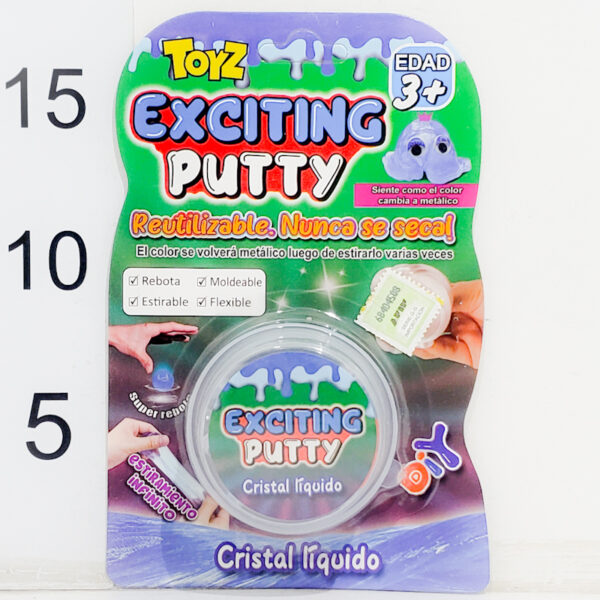 15
10
5
TOYZ
EDAD
3+
EXCITING
PUTTY
Siente como el color
cambia a metálico
Reutilizable. Nunca se seca!
El color se volverá metálico luego de estirarlo varias veces
Rebota
Moldeable
Estirable
Flexible
super rebote
EXCITING
PUTTY
Cristal líquido
ESTIRAMIENTO
INFINITO
DIY
Cristal líquido